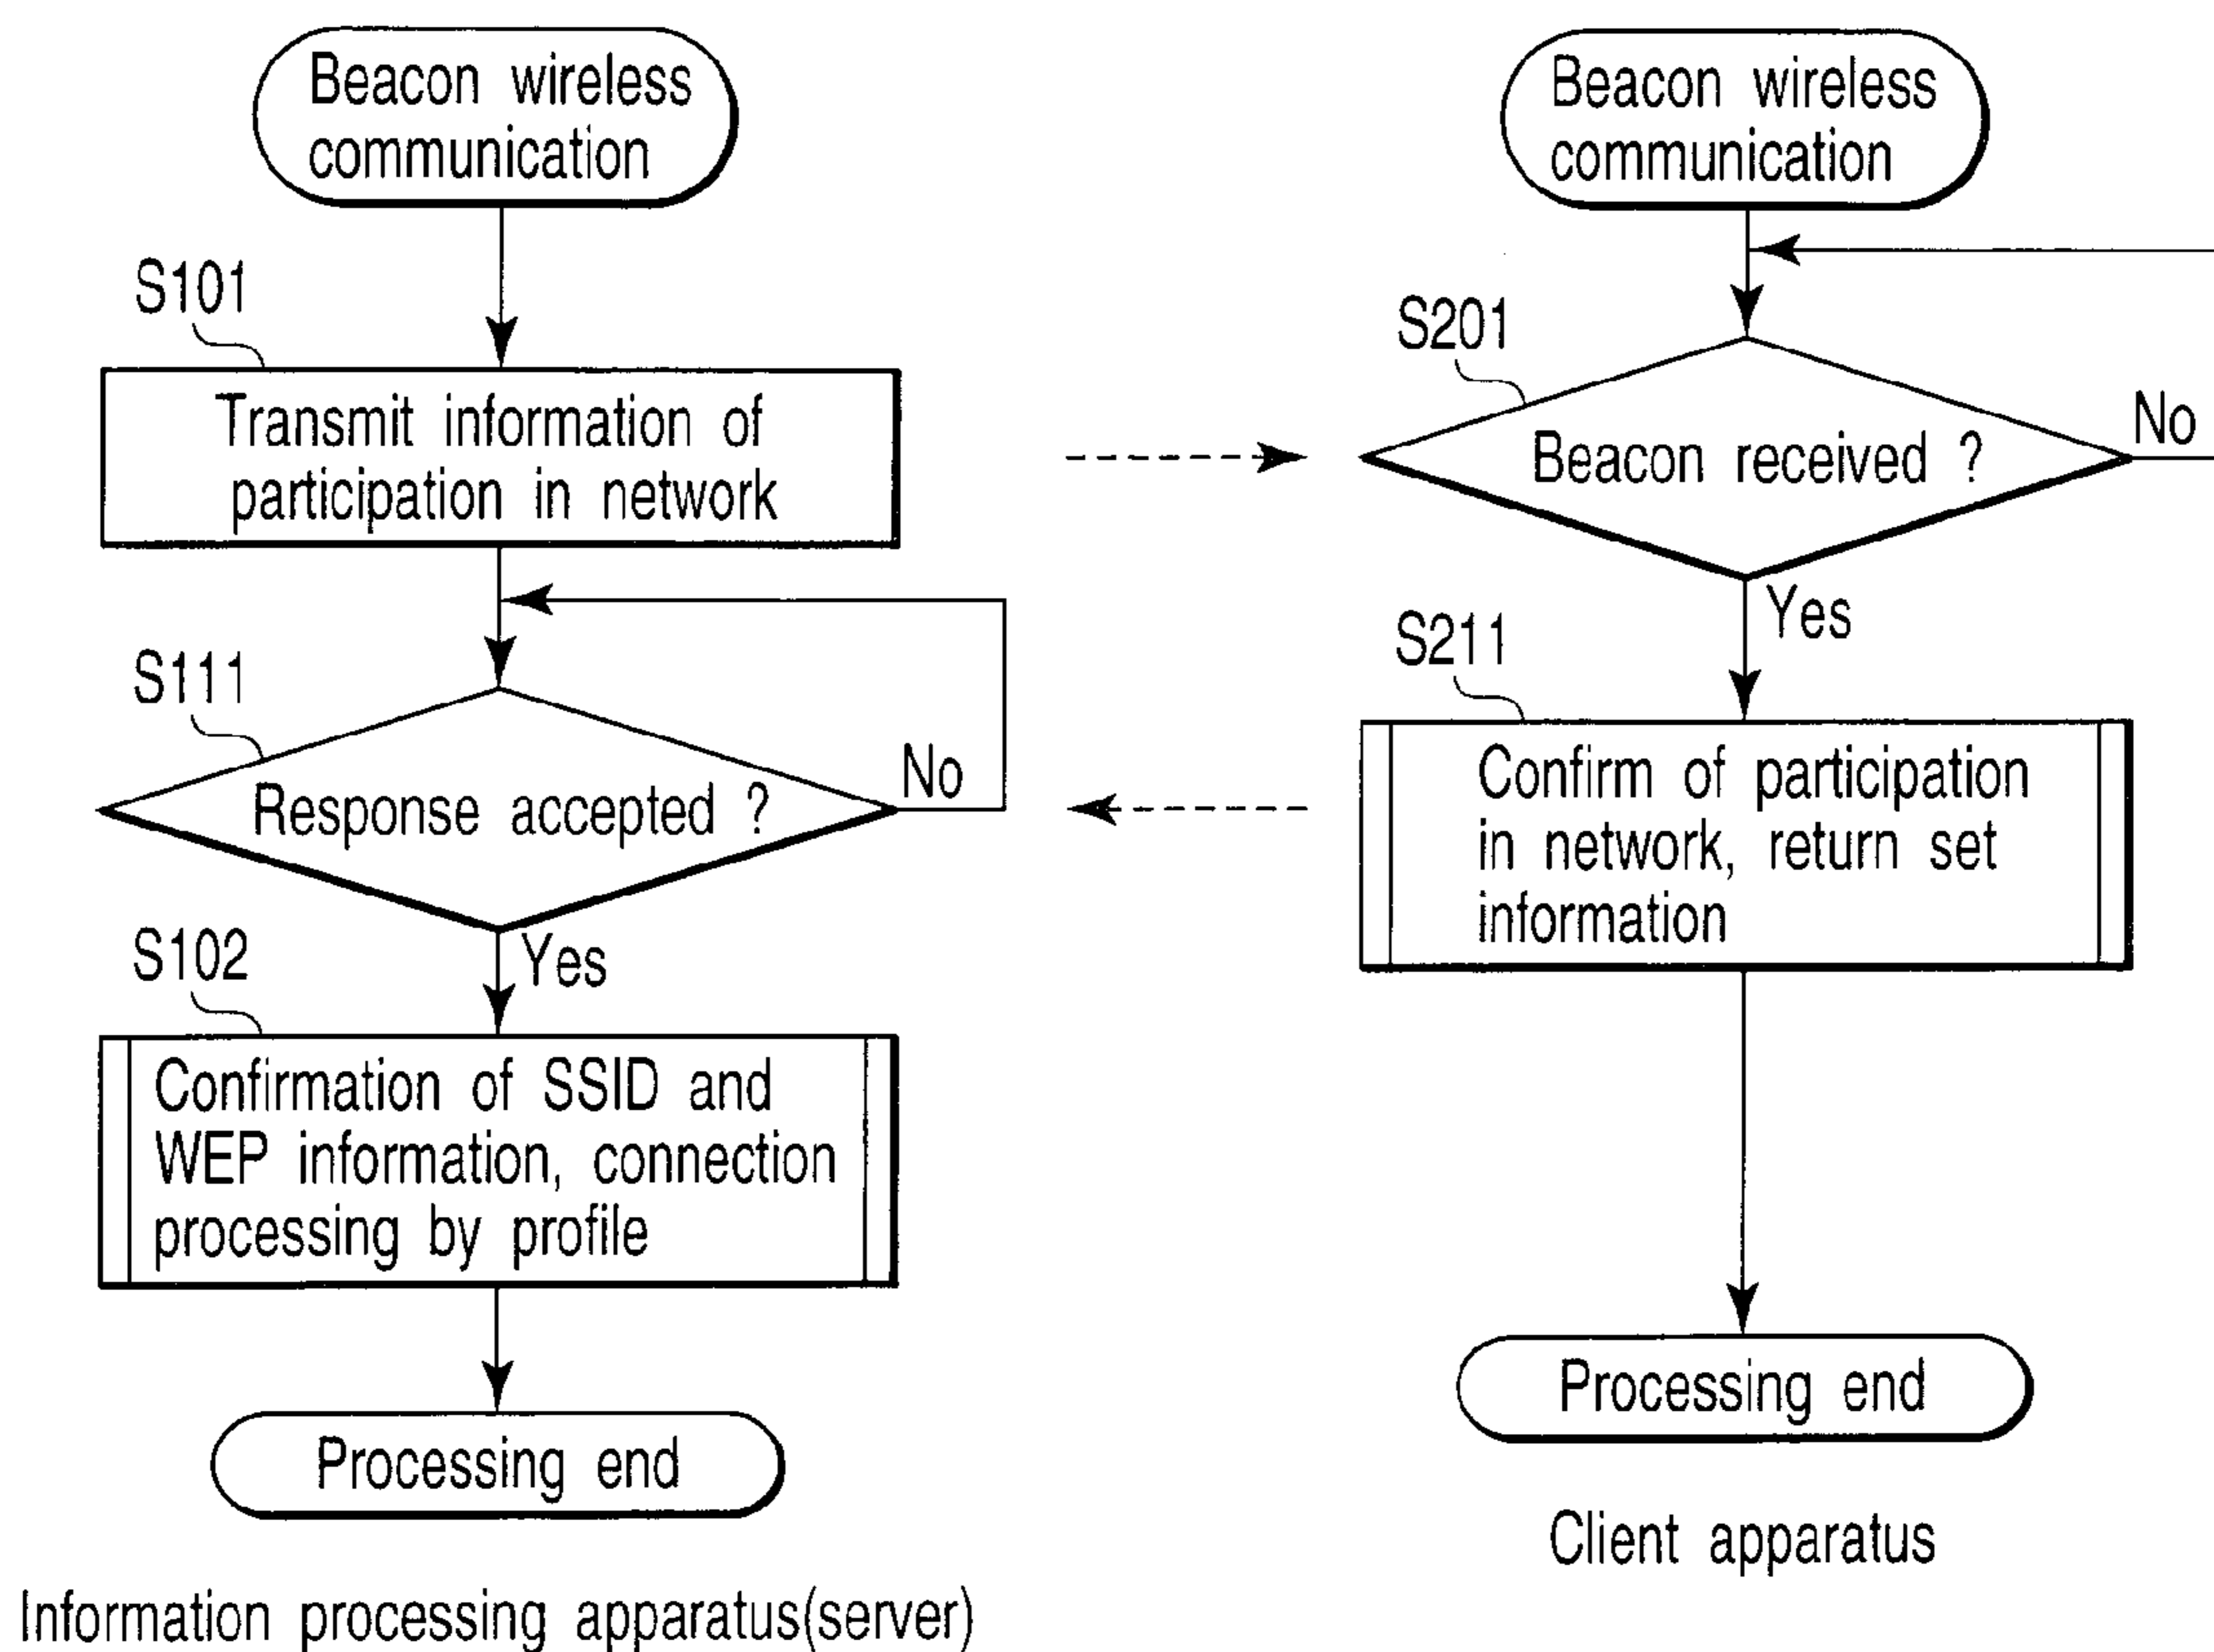 Beacon wireless
communication
S101
Transmit information of
participation in network
S111
Response accepted ?
No
Yes
S102
Confirmation of SSID and
WEP information, connection
processing by profile
Processing end
Information processing apparatus(server)
Beacon wireless
communication
S201
Beacon received ?
No
Yes
S211
Confirm of participation
in network, return set
information
Processing end
Client apparatus